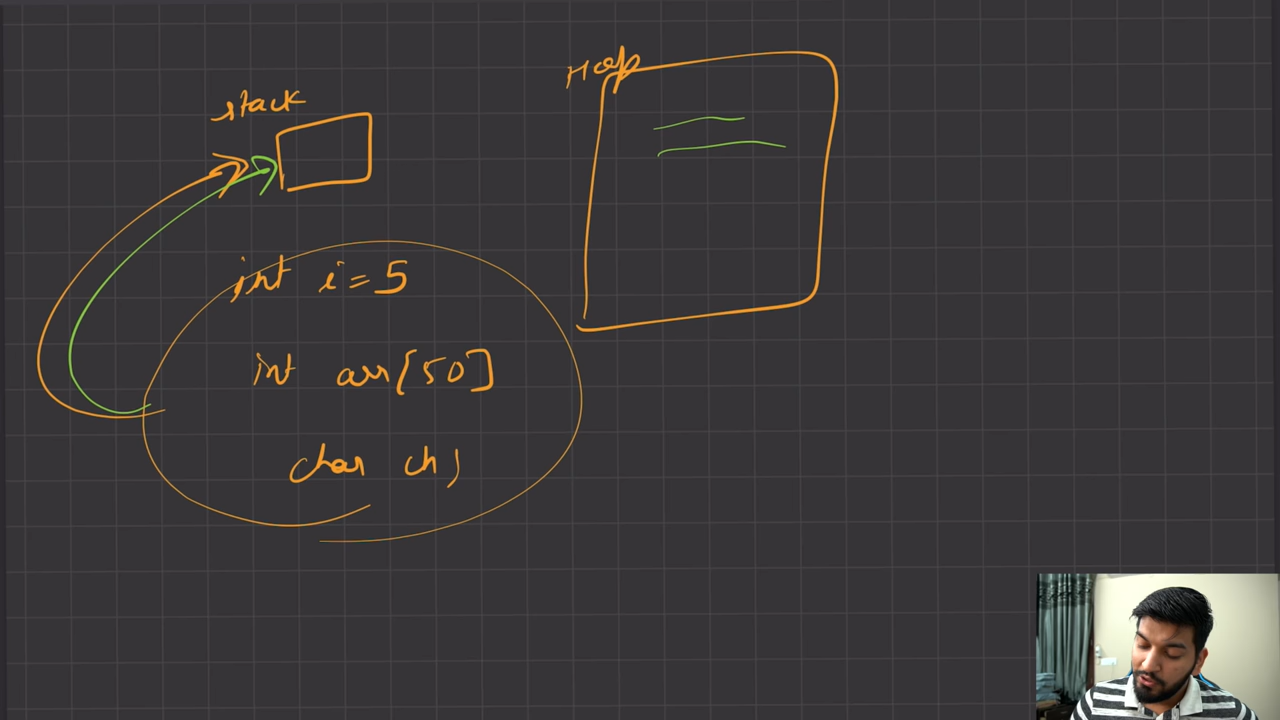 stack
Heap
int i = 5
int arr[50]
char ch;